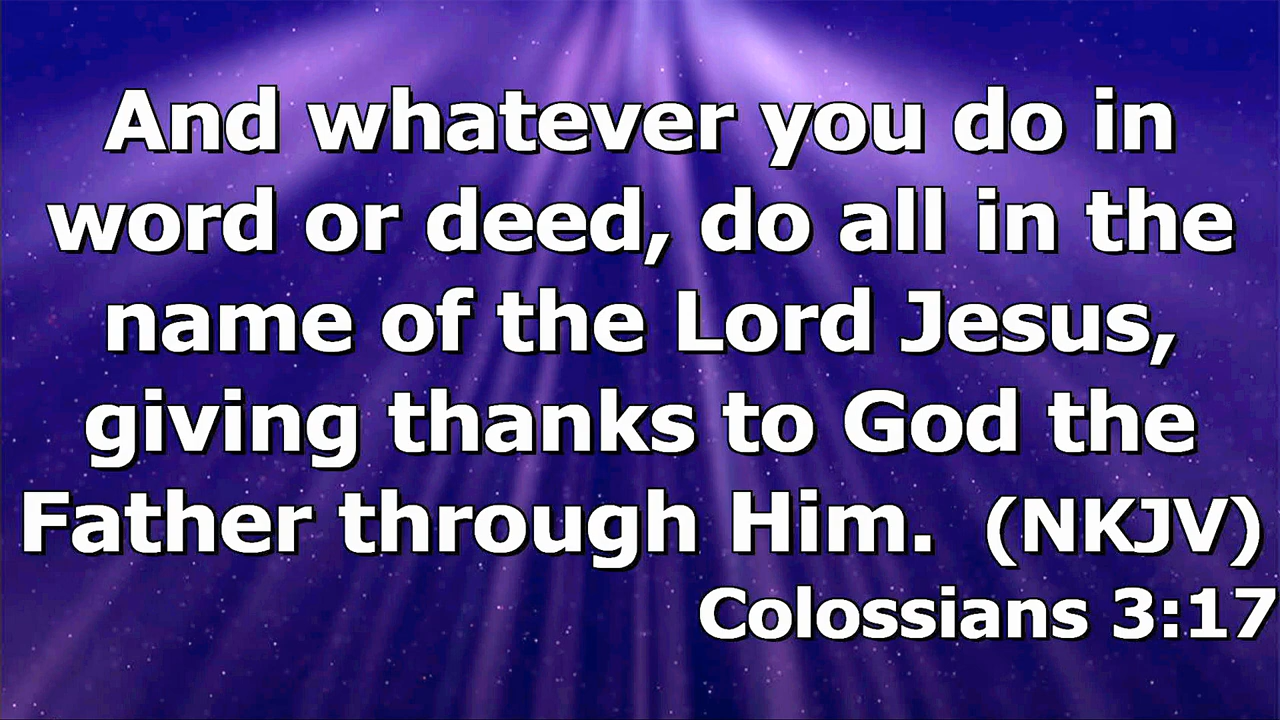 And whatever you do in
word or deed, do all in the
name of the Lord Jesus,
giving thanks to God the
Father through Him.  (NKJV)
Colossians 3:17